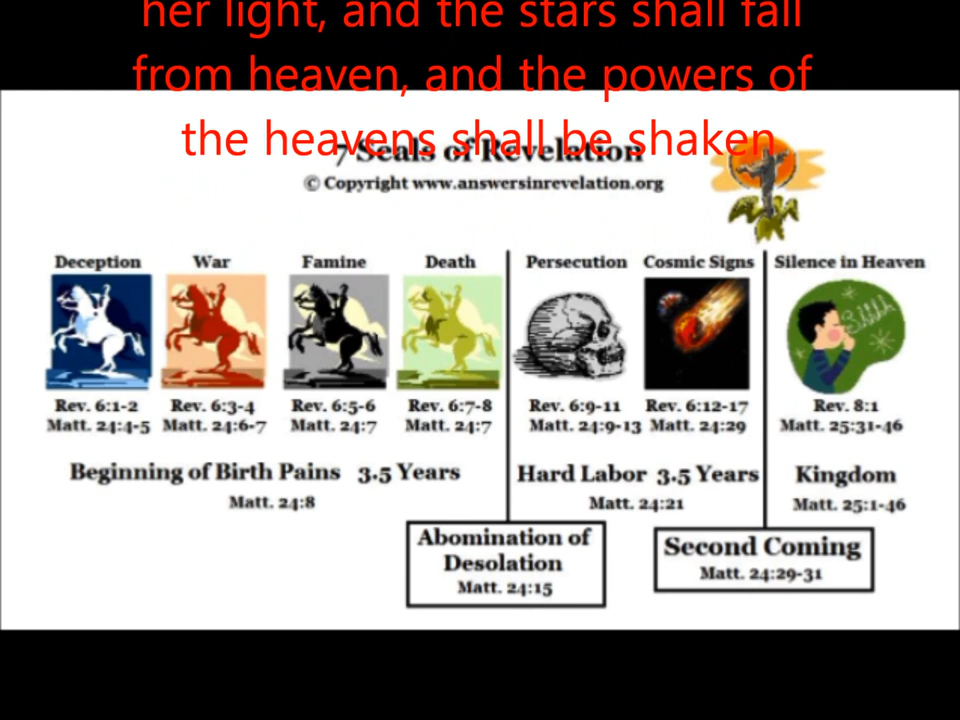 her light, and the stars shall fall
from heaven, and the powers of
the heavens shall be shaken
7 Seals of Revelation
© Copyright www.answersinrevelation.org
Deception War Famine Death Persecution Cosmic Signs Silence in Heaven
Shhhh
Rev. 6:1-2 Rev. 6:3-4 Rev. 6:5-6 Rev. 6:7-8 Rev. 6:9-11 Rev. 6:12-17 Rev. 8:1
Matt. 24:4-5 Matt. 24:6-7 Matt. 24:7 Matt. 24:7 Matt. 24:9-13 Matt. 24:29 Matt. 25:31-46
Beginning of Birth Pains 3.5 Years Hard Labor 3.5 Years Kingdom
Matt. 24:8 Matt. 24:21 Matt. 25:1-46
Abomination of
Desolation
Matt. 24:15
Second Coming
Matt. 24:29-31